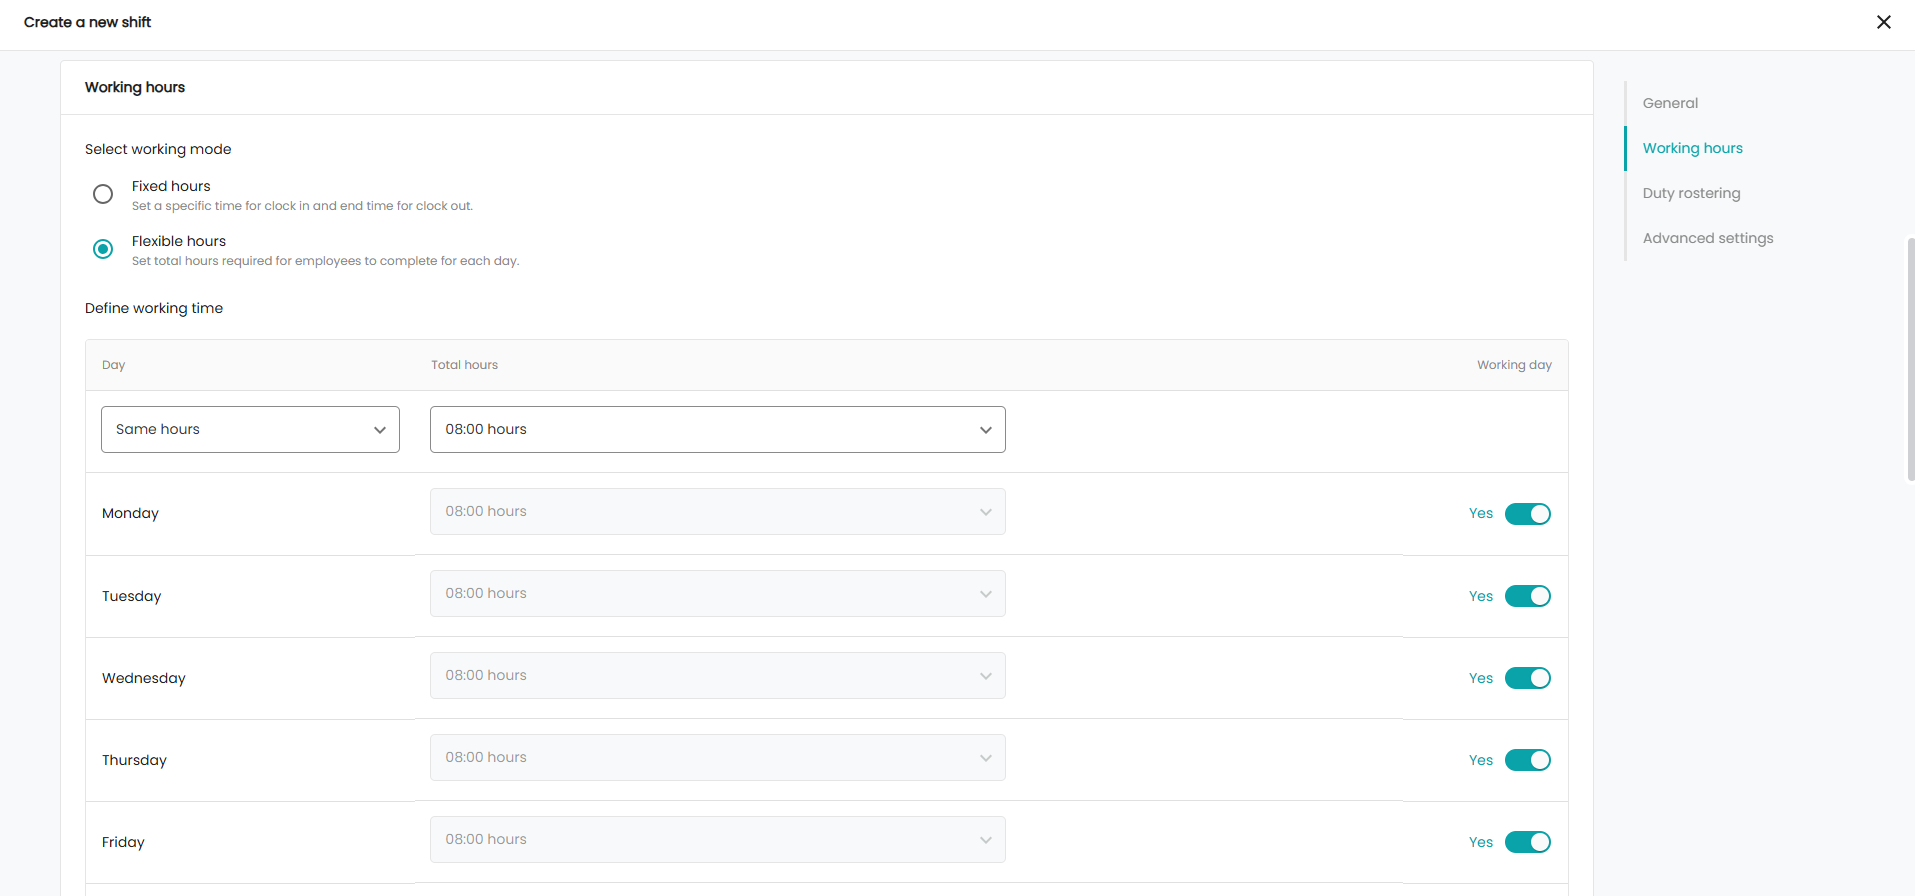 Create a new shift
Working hours
Select working mode
Fixed hours
Set a specific time for clock in and end time for clock out.
Flexible hours
Set total hours required for employees to complete for each day.
Define working time
Day Total hours Working day
Same hours 08:00 hours
Monday 08:00 hours Yes
Tuesday 08:00 hours Yes
Wednesday 08:00 hours Yes
Thursday 08:00 hours Yes
Friday 08:00 hours Yes
General
Working hours
Duty rostering
Advanced settings